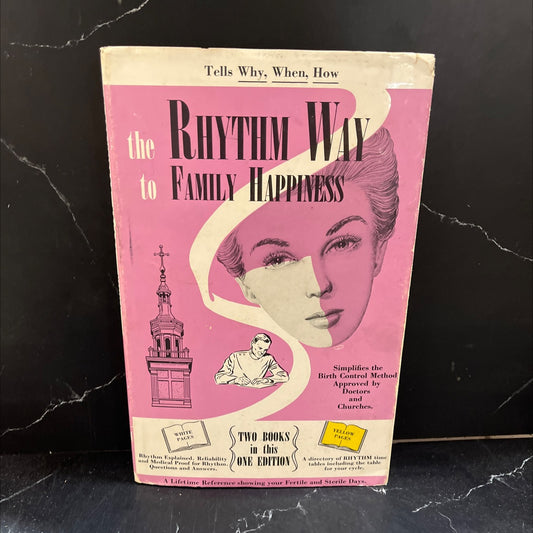 Tells Why, When, How
the RHYTHM WAY
to FAMILY HAPPINESS
Simplifies the
Birth Control Method
Approved by
Doctors
and
Churches.
WHITE
PAGES
Rhythm Explained. Reliability
and Medical Proof for Rhythm.
Questions and Answers.
TWO BOOKS
in this
ONE EDITION
YELLOW
PAGES
A directory of RHYTHM time
tables including the table
for your cycle.
A Lifetime Reference showing your Fertile and Sterile Days.